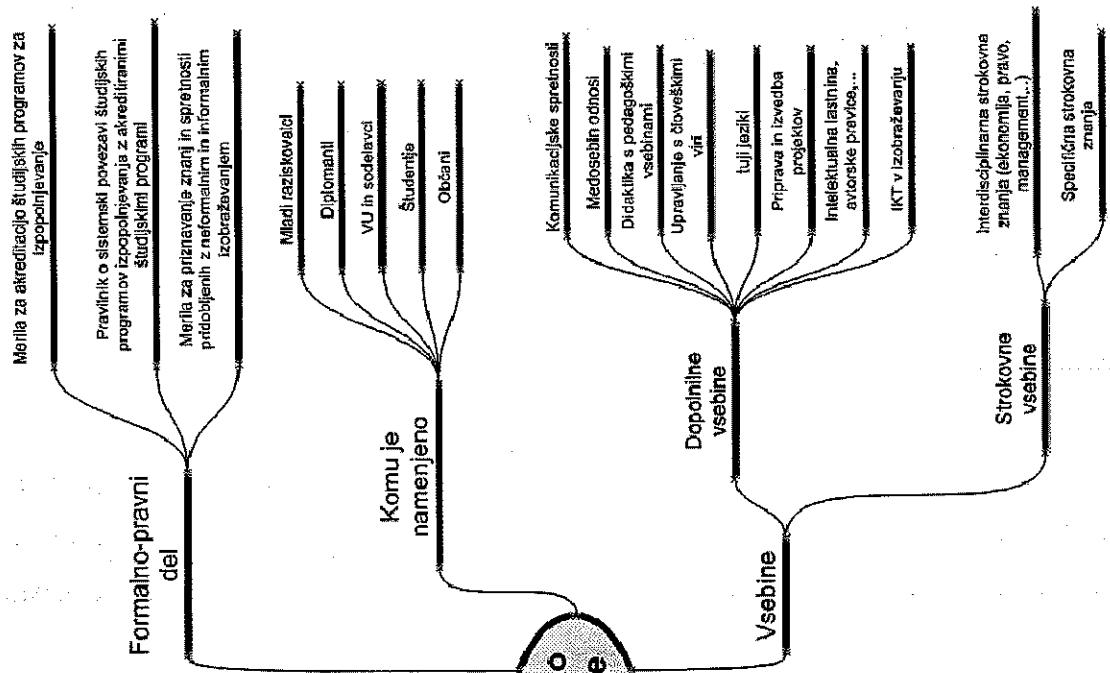 Merila za akreditacijo študijskih programov za
izpopolnjevanje
Pravilnik o sistemski povezavi študijskih
programov izpopolnjevanja z akreditiranimi
študijskimi programi
Merila za priznavanje znanj in spretnosti
pridobljenih z neformalnim in informalnim
izobraževanjem
Formalno-pravni
del
Mladi raziskovalci
Diplomanti
VU in sodelavci
Študentje
Občani
Komu je
namenjeno
Komunikacijske spretnosti
Medosebin odnosi
Didaktika s pedagoškimi
vsebinami
Upravljanje s človeškimi
viri
tuji jeziki
Priprava in izvedba
projektov
Intelektualna lastnina,
avtorske pravice,...
IKT v izobraževanju
Dopolnilne
vsebine
Interdisciplinarna strokovna
znanja (ekonomija, pravo,
management,..)
Specifična strokovna
znanja
Strokovne
vsebine
Vsebine
o
e